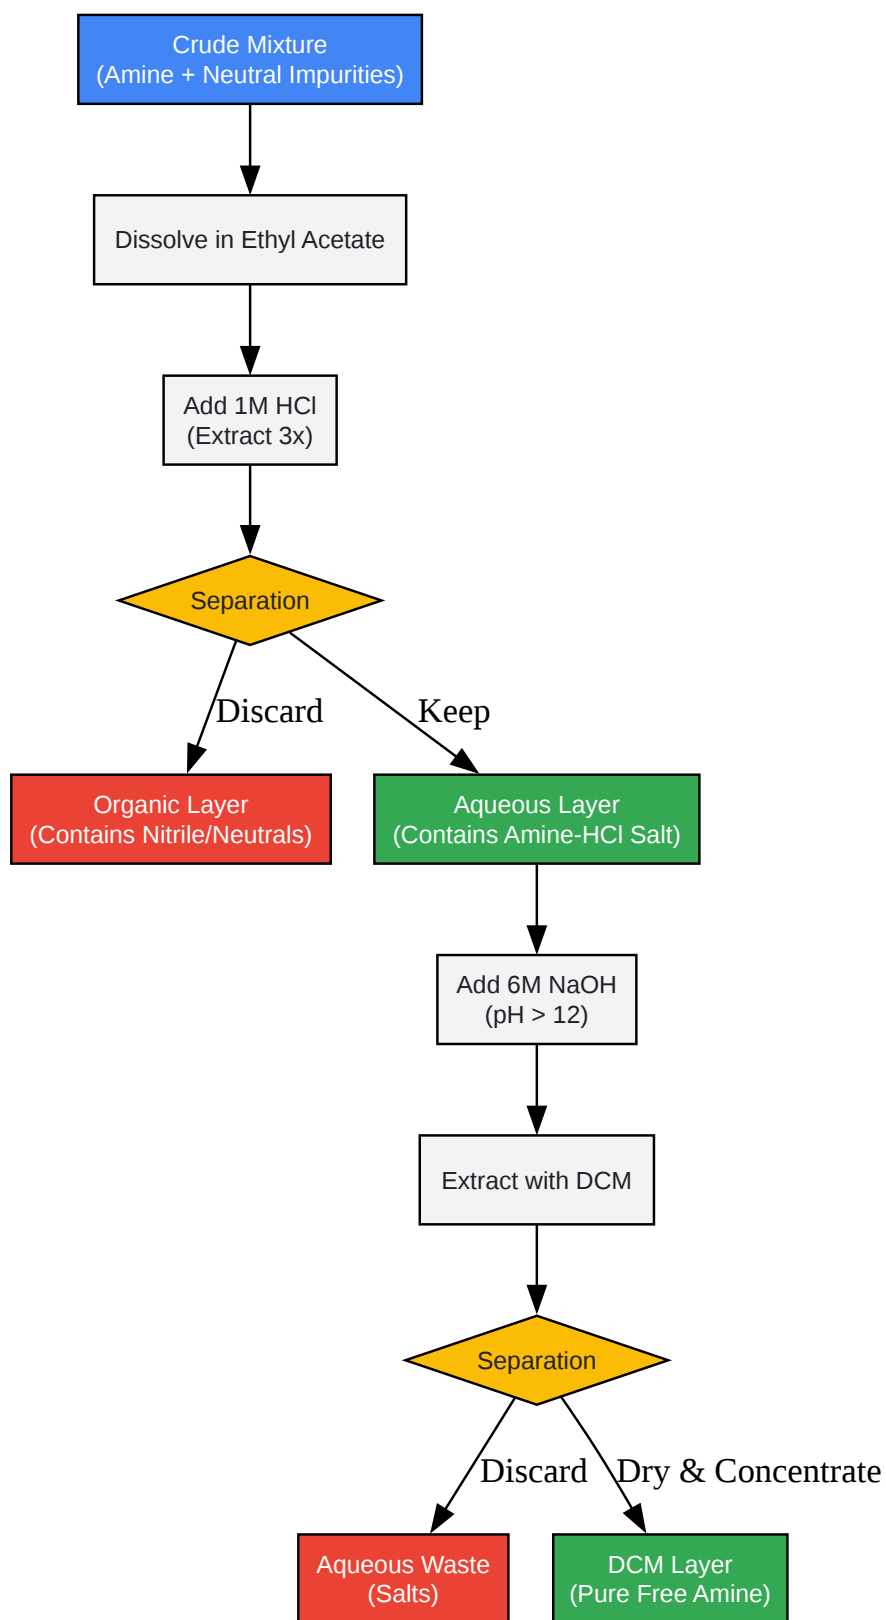 Crude Mixture
(Amine + Neutral Impurities)
Dissolve in Ethyl Acetate
Add 1M HCl
(Extract 3x)
Separation
Discard
Keep
Organic Layer
(Contains Nitrile/Neutrals)
Aqueous Layer
(Contains Amine-HCl Salt)
Add 6M NaOH
(pH > 12)
Extract with DCM
Separation
Discard
Dry & Concentrate
Aqueous Waste
(Salts)
DCM Layer
(Pure Free Amine)